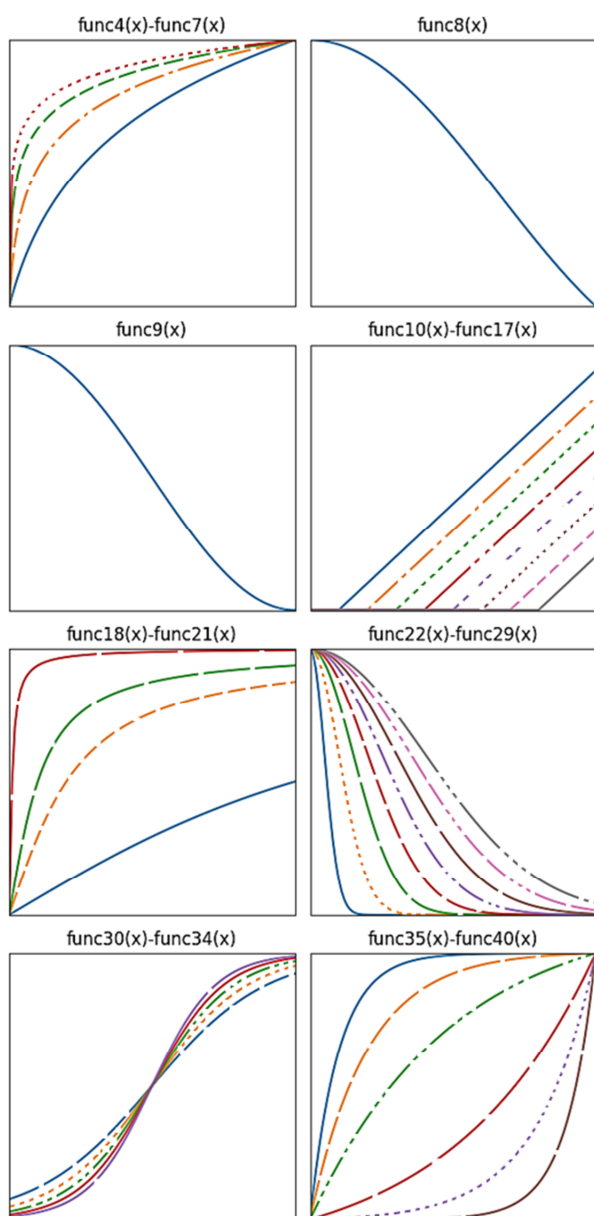 func4(x)-func7(x)
func8(x)
func9(x)
func10(x)-func17(x)
func18(x)-func21(x)
func22(x)-func29(x)
func30(x)-func34(x)
func35(x)-func40(x)